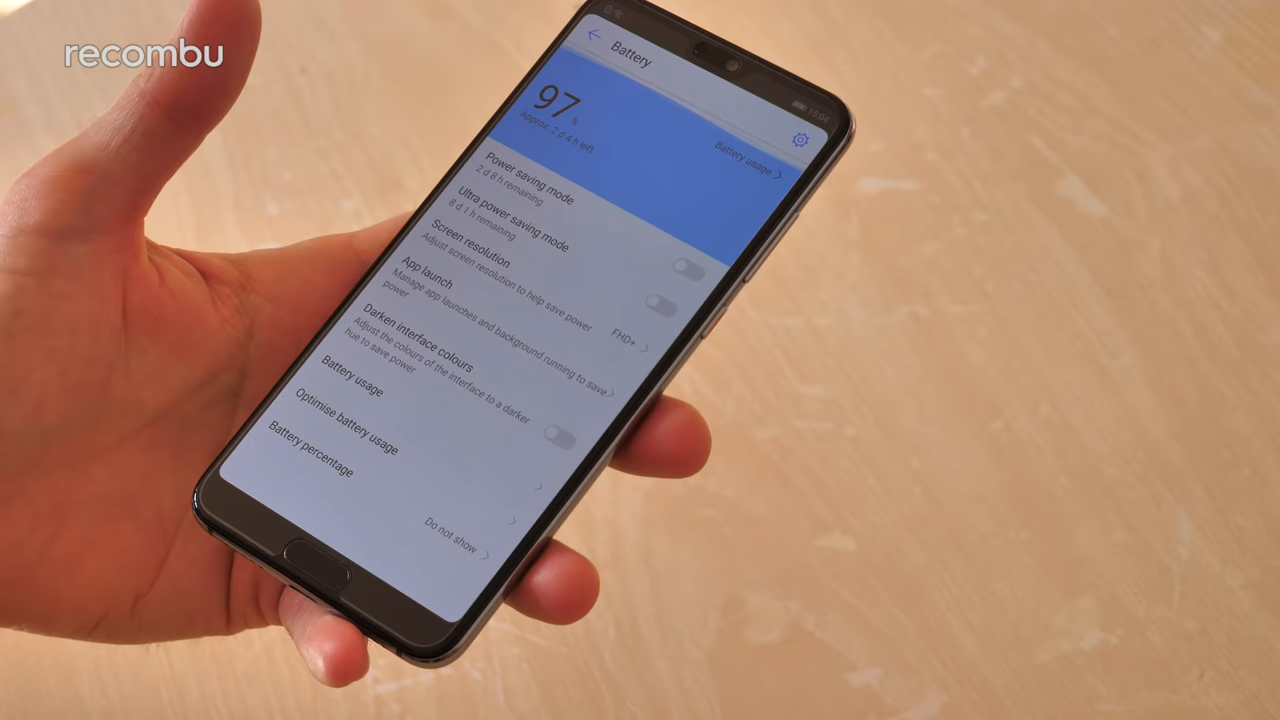 recombu
15:04
Battery
97 %
Approx. 2 d 4 h left
Battery usage
Power saving mode
2 d 8 h remaining
Ultra power saving mode
8 d 1 h remaining
Screen resolution
Adjust screen resolution to help save power
FHD+
App launch
Manage app launches and background running to save
power
Darken interface colours
Adjust the colours of the interface to a darker
hue to save power
Battery usage
Optimise battery usage
Battery percentage
Do not show